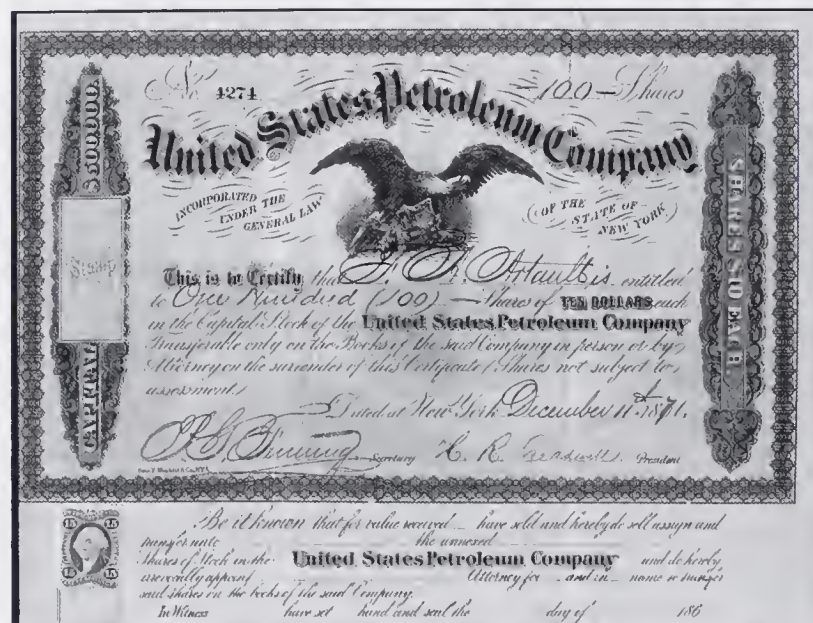 No. 4274 — 100 — Shares
United States Petroleum Company
INCORPORATED UNDER THE GENERAL LAW
(OF THE STATE OF NEW YORK)
CAPITAL
Stamp
SHARES $10 EACH.
This is to Certify that is entitled
to One Hundred (100) — Shares of TEN DOLLARS each
in the Capital Stock of the United States Petroleum Company
Transferable only on the Books of the said Company in person or by
Attorney on the surrender of this Certificate Shares not subject to
assessment.
Dated at New York December 11th 1871.
Secretary H. R. President
15 15
15 15
Be it known that for value received have sold and hereby do sell assign and
transfer unto the annexed
Shares of Stock in the United States Petroleum Company and do hereby
irrevocably appoint Attorney for and in name to transfer
said shares on the books of the said Company.
In Witness have set hand and seal the day of 186